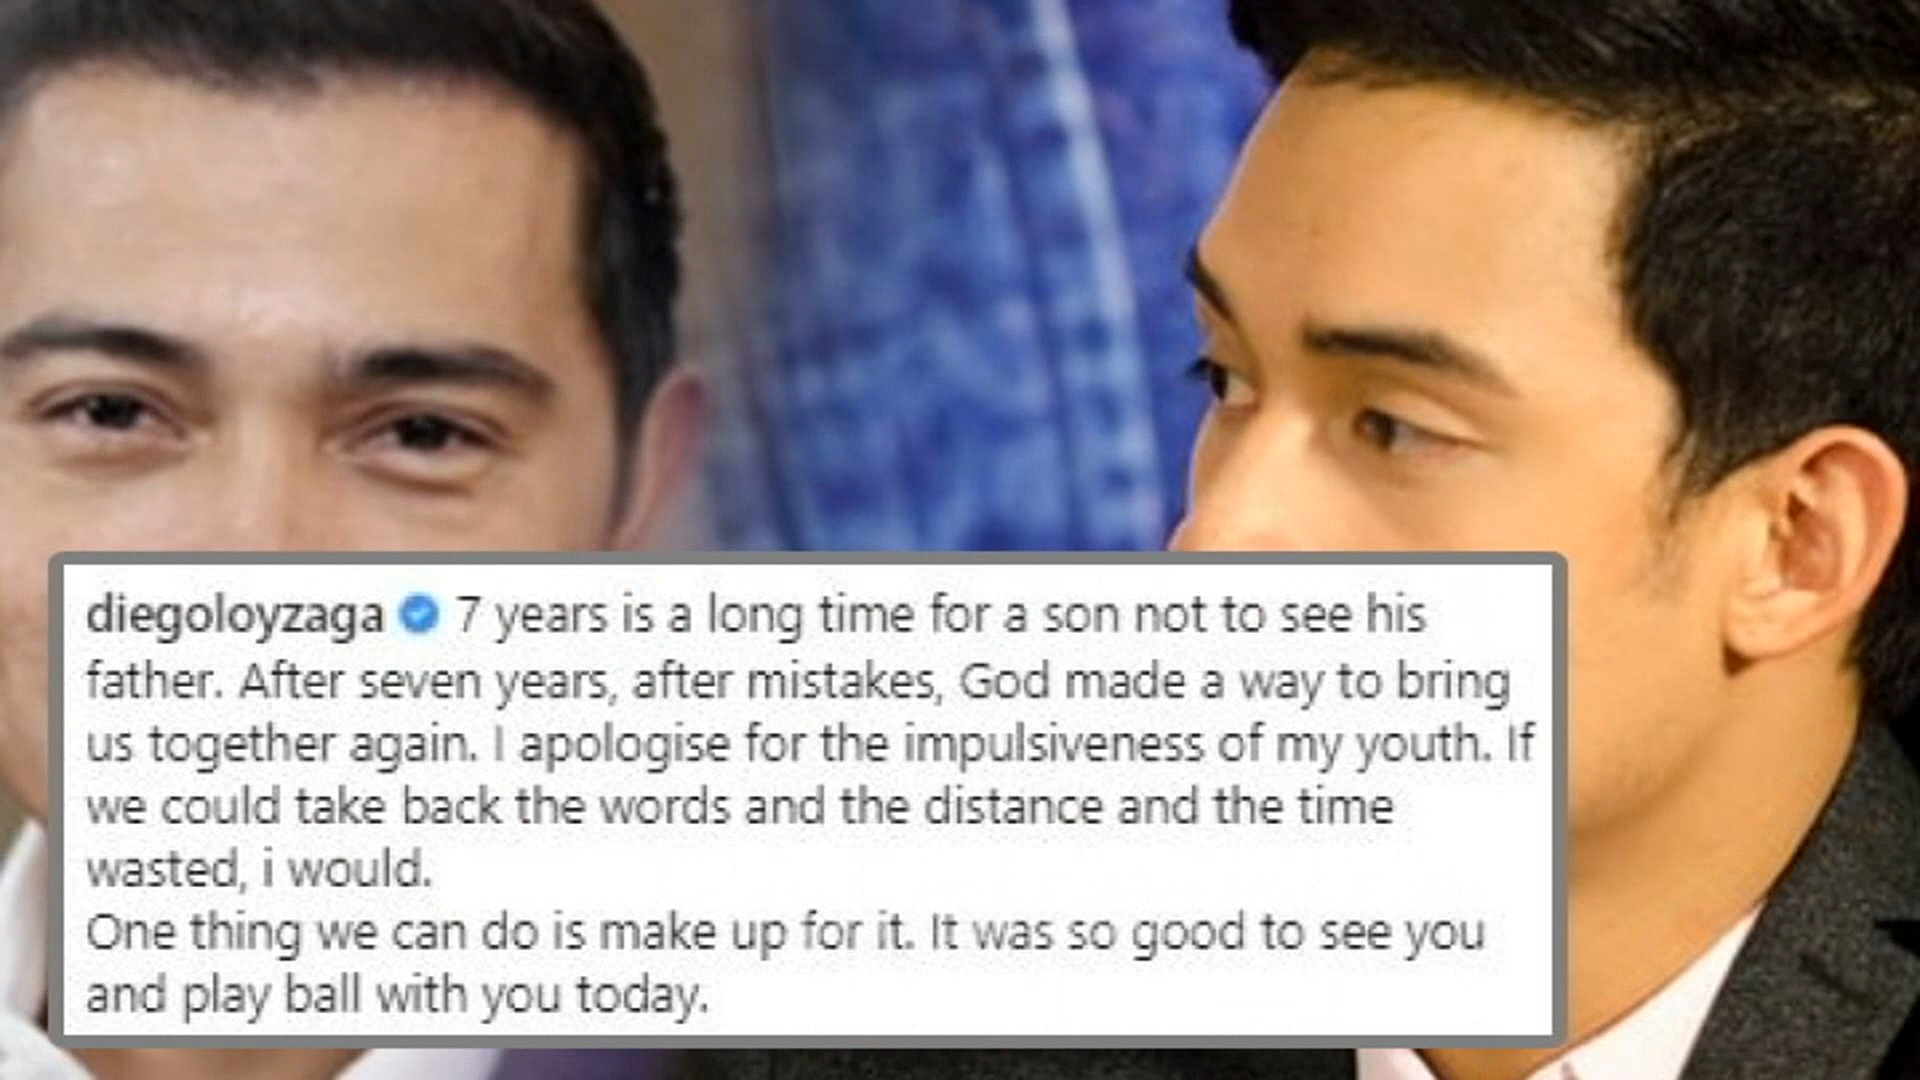 diegoloyzaga 7 years is a long time for a son not to see his
father. After seven years, after mistakes, God made a way to bring
us together again. I apologise for the impulsiveness of my youth. If
we could take back the words and the distance and the time
wasted, i would.
One thing we can do is make up for it. It was so good to see you
and play ball with you today.